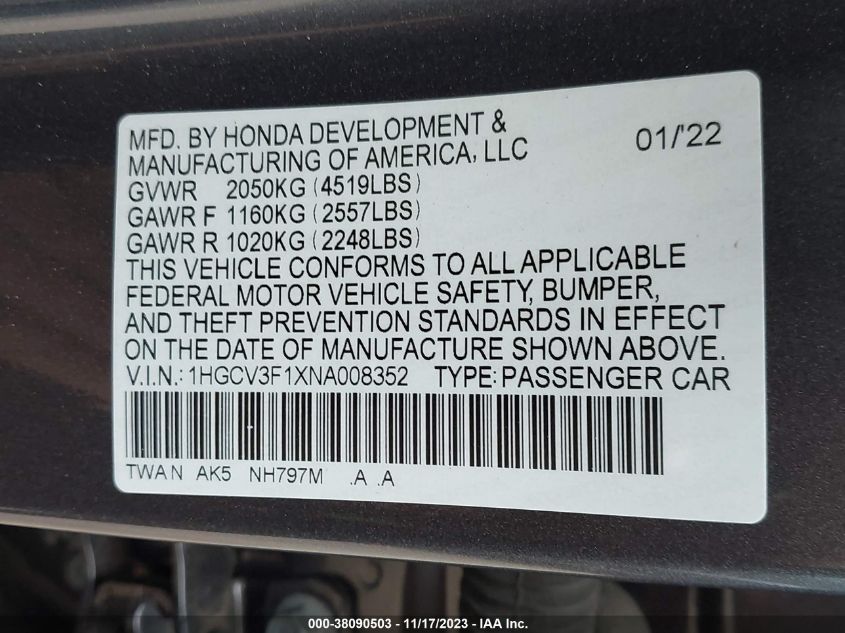 MFD. BY HONDA DEVELOPMENT & 01/'22
MANUFACTURING OF AMERICA, LLC
GVWR 2050KG (4519LBS)
GAWR F 1160KG (2557LBS)
GAWR R 1020KG (2248LBS)
THIS VEHICLE CONFORMS TO ALL APPLICABLE
FEDERAL MOTOR VEHICLE SAFETY, BUMPER,
AND THEFT PREVENTION STANDARDS IN EFFECT
ON THE DATE OF MANUFACTURE SHOWN ABOVE.
V.I.N.: 1HGCV3F1XNA008352 TYPE: PASSENGER CAR
TWA N AK5 NH797M .A .A
000-38090503 - 11/17/2023 - IAA Inc.